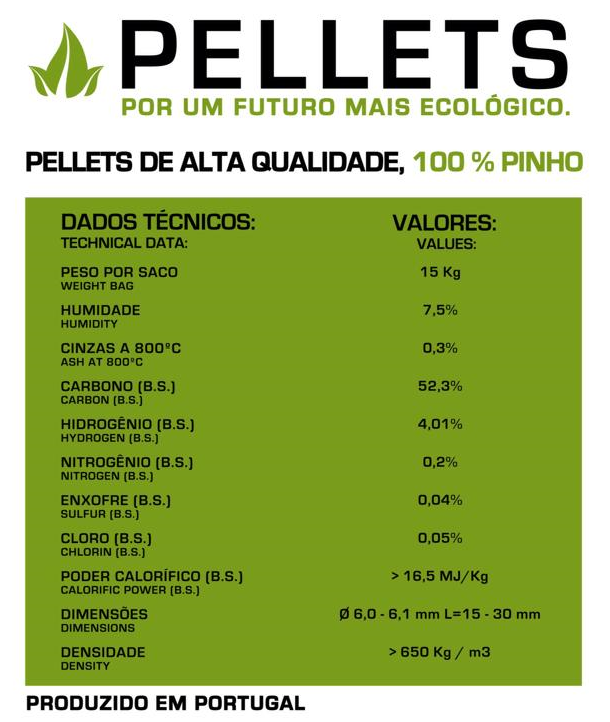 PELLETS
POR UM FUTURO MAIS ECOLÓGICO.
PELLETS DE ALTA QUALIDADE, 100 % PINHO
DADOS TÉCNICOS: VALORES:
TECHNICAL DATA: VALUES:
PESO POR SACO 15 Kg
WEIGHT BAG
HUMIDADE 7,5%
HUMIDITY
CINZAS A 800ºC 0,3%
ASH AT 800ºC
CARBONO (B.S.) 52,3%
CARBON (B.S.)
HIDROGÊNIO (B.S.) 4,01%
HYDROGEN (B.S.)
NITROGÊNIO (B.S.) 0,2%
NITROGEN (B.S.)
ENXOFRE (B.S.) 0,04%
SULFUR (B.S.)
CLORO (B.S.) 0,05%
CHLORIN (B.S.)
PODER CALORÍFICO (B.S.) > 16,5 MJ/Kg
CALORIFIC POWER (B.S.)
DIMENSÕES Ø 6,0 - 6,1 mm L=15 - 30 mm
DIMENSIONS
DENSIDADE > 650 Kg / m3
DENSITY
PRODUZIDO EM PORTUGAL